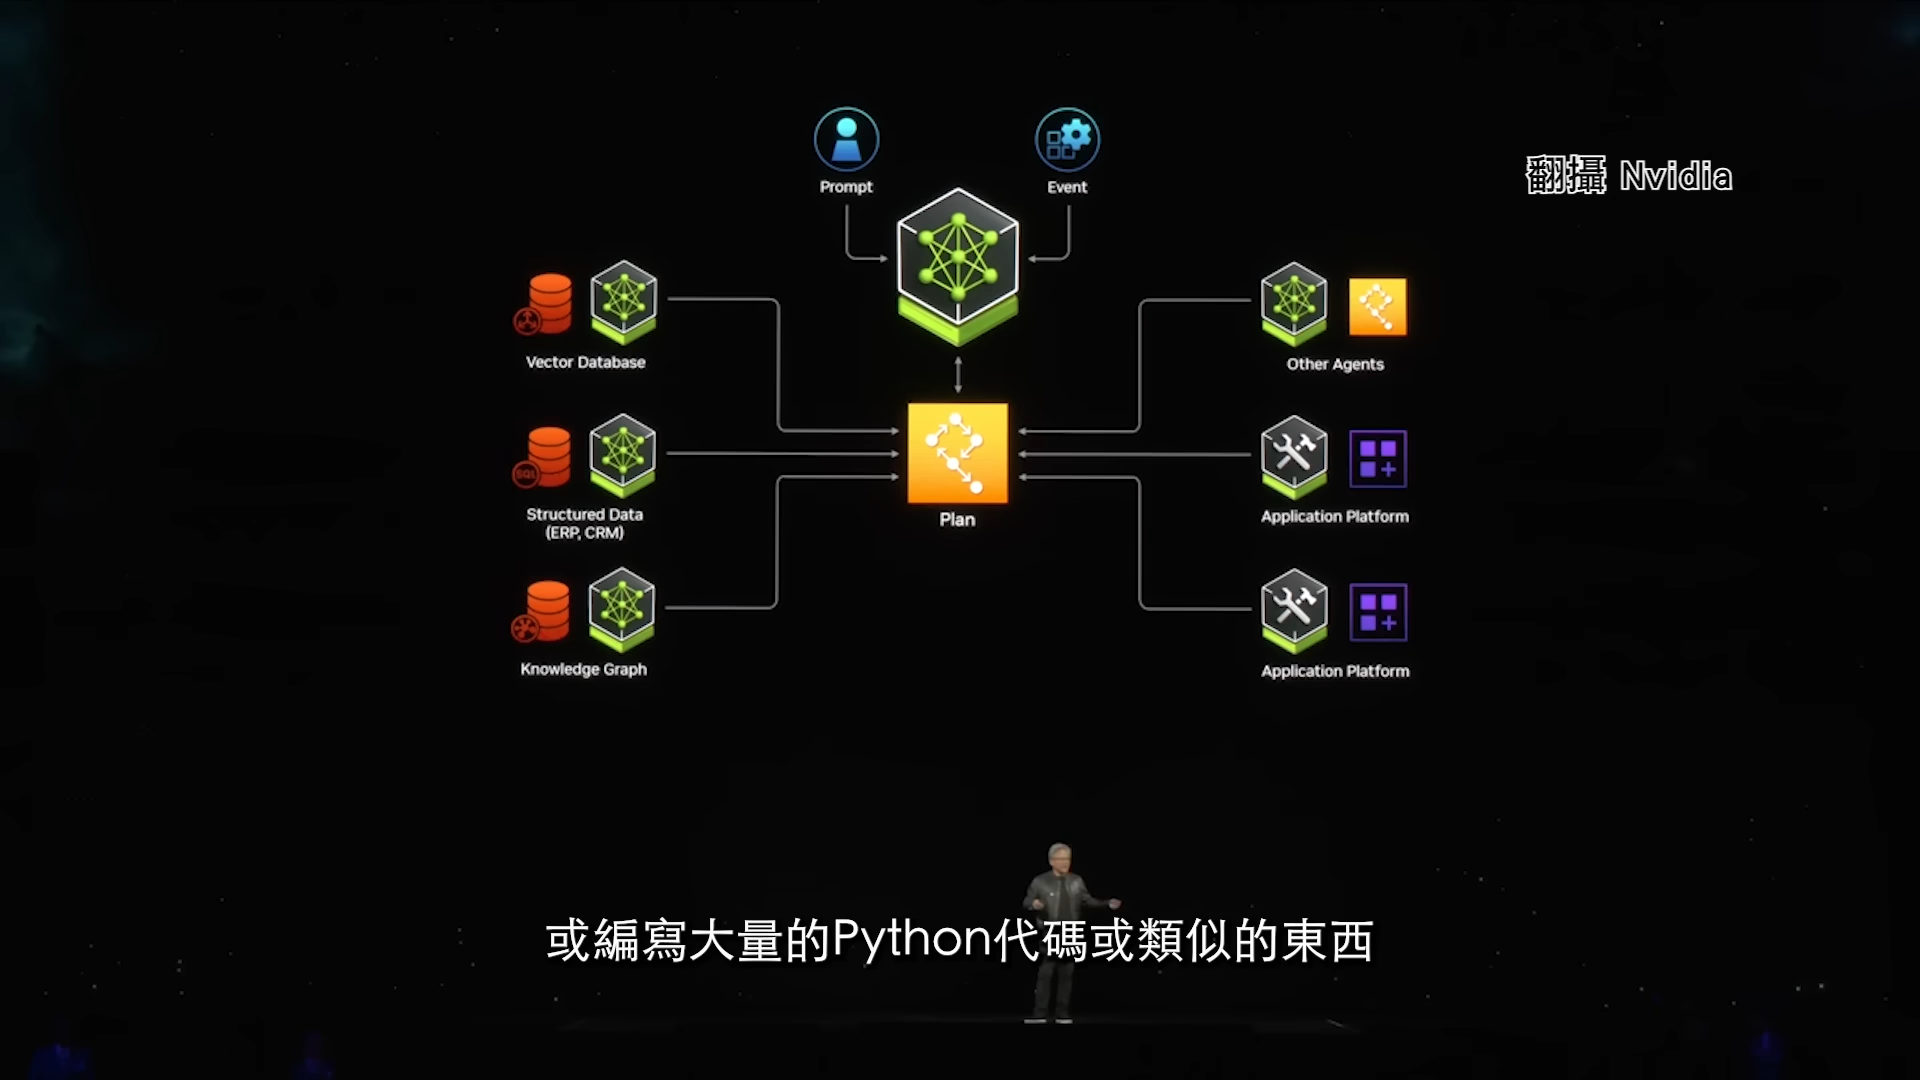 Prompt
Event
翻攝 Nvidia
Vector Database
Other Agents
SQL
Structured Data
(ERP, CRM)
Plan
Application Platform
Knowledge Graph
Application Platform
或編寫大量的Python代碼或類似的東西